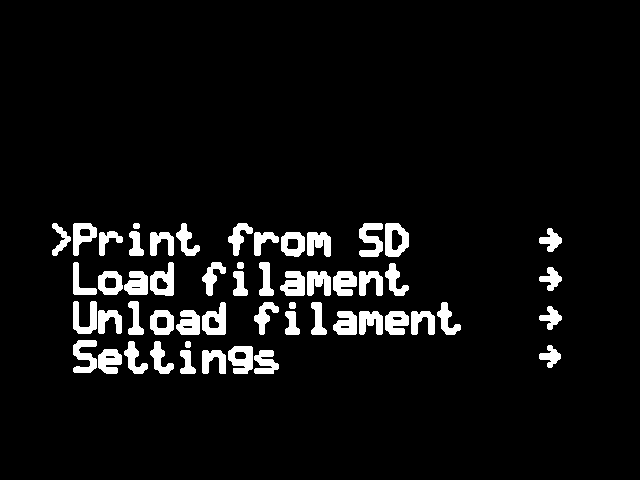 >Print from SD →
Load filament →
Unload filament →
Settings →